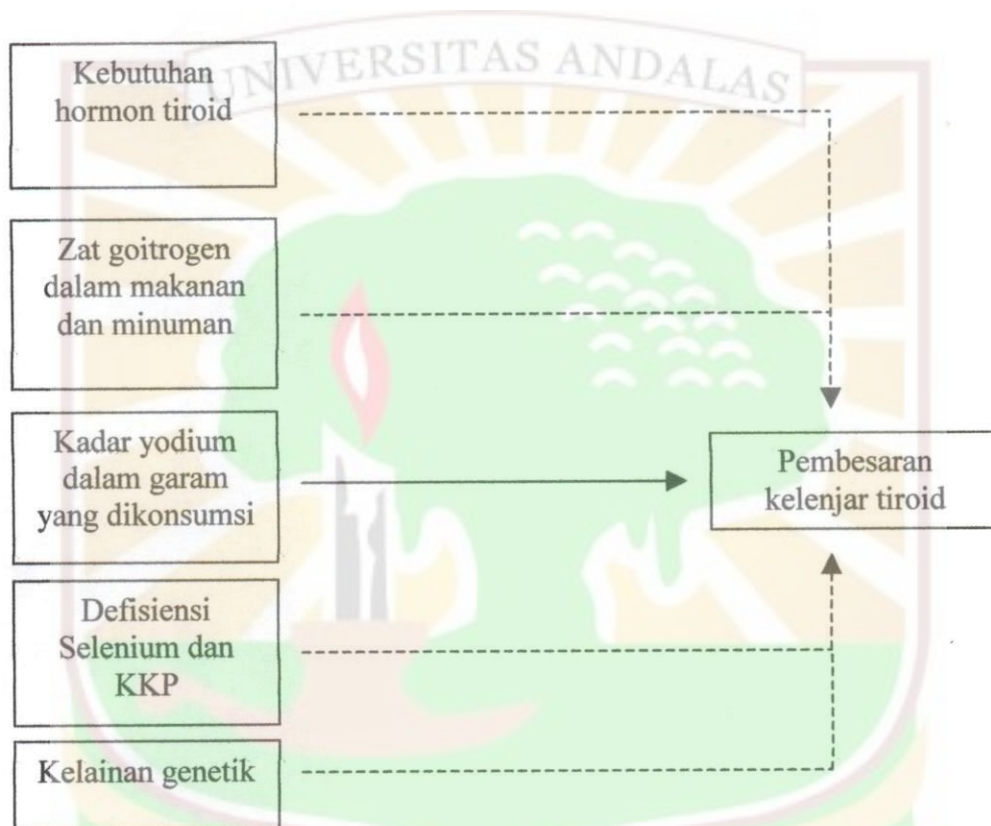 UNIVERSITAS ANDALAS
Kebutuhan
hormon tiroid
Zat goitrogen
dalam makanan
dan minuman
Kadar yodium
dalam garam
yang dikonsumsi
Pembesaran
kelenjar tiroid
Defisiensi
Selenium dan
KKP
Kelainan genetik